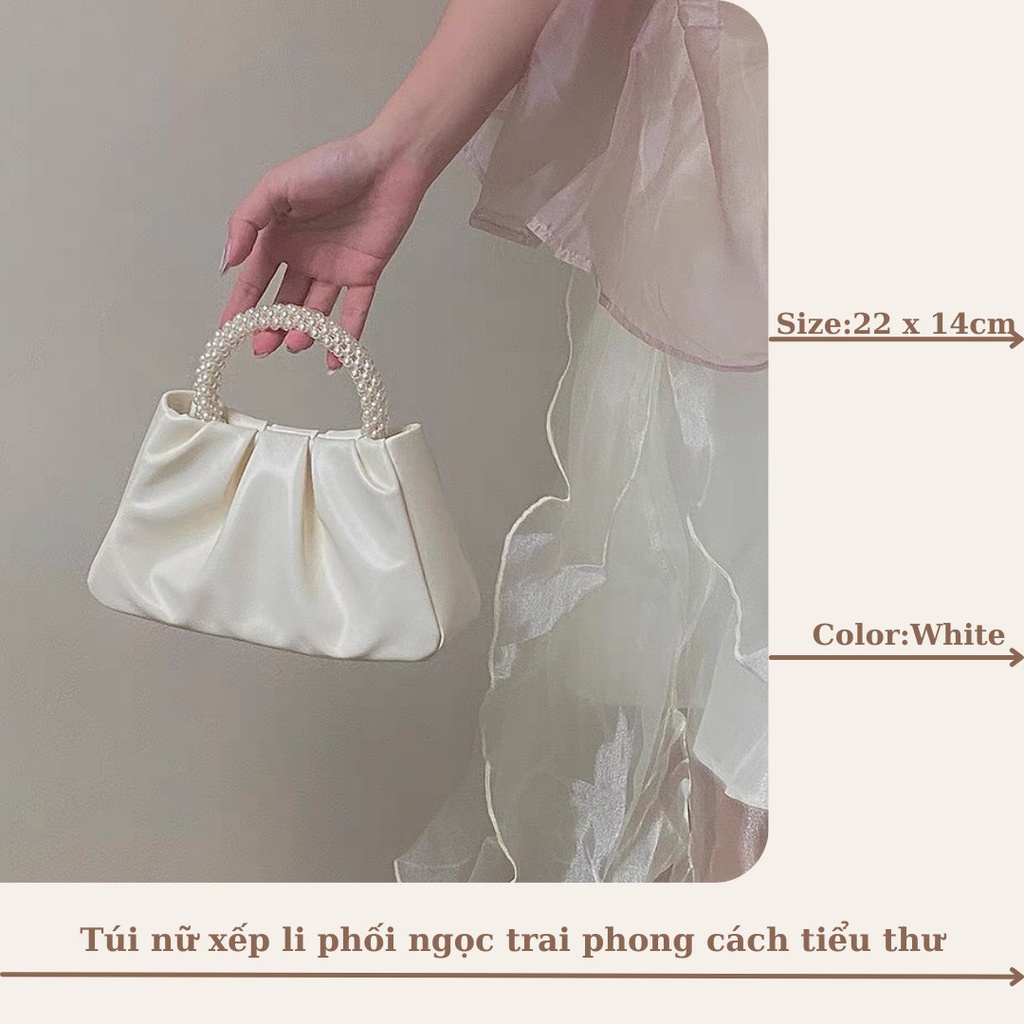 Size:22 x 14cm
Color:White
Túi nữ xếp li phối ngọc trai phong cách tiểu thư